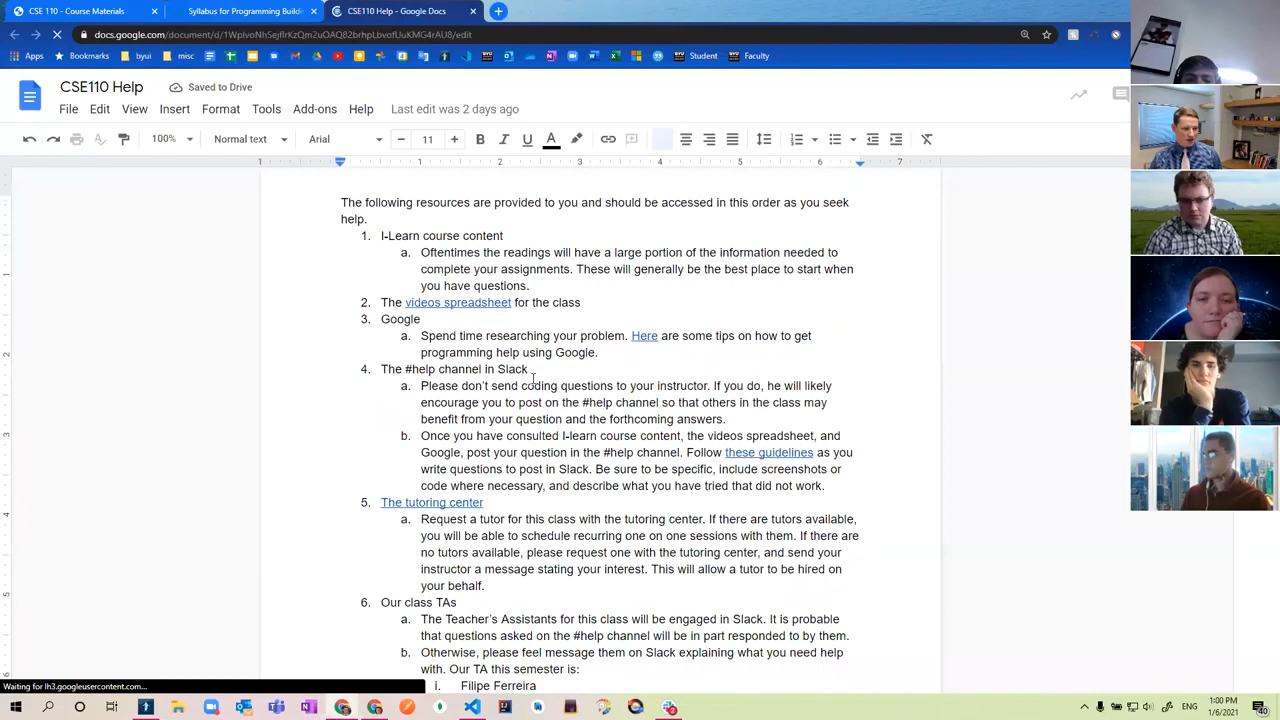 CSE 110 - Course Materials
Syllabus for Programming Build
CSE110 Help - Google Docs
docs.google.com/document/d/1WpIvoNhSejflrKzQm2uOAQ82brhpLbvofUuKMG4rAU8/edit
Apps
Bookmarks
byui
misc
Student
Faculty
CSE110 Help
Saved to Drive
File Edit View Insert Format Tools Add-ons Help Last edit was 2 days ago
100% Normal text Arial 11
1 1 2 3 4 5 6 7
The following resources are provided to you and should be accessed in this order as you seek
help.
1. I-Learn course content
a. Oftentimes the readings will have a large portion of the information needed to
complete your assignments. These will generally be the best place to start when
you have questions.
2. The videos spreadsheet for the class
3. Google
a. Spend time researching your problem. Here are some tips on how to get
programming help using Google.
4. The #help channel in Slack
a. Please don't send coding questions to your instructor. If you do, he will likely
encourage you to post on the #help channel so that others in the class may
benefit from your question and the forthcoming answers.
b. Once you have consulted I-learn course content, the videos spreadsheet, and
Google, post your question in the #help channel. Follow these guidelines as you
write questions to post in Slack. Be sure to be specific, include screenshots or
code where necessary, and describe what you have tried that did not work.
5. The tutoring center
a. Request a tutor for this class with the tutoring center. If there are tutors available,
you will be able to schedule recurring one on one sessions with them. If there are
no tutors available, please request one with the tutoring center, and send your
instructor a message stating your interest. This will allow a tutor to be hired on
your behalf.
6. Our class TAs
a. The Teacher's Assistants for this class will be engaged in Slack. It is probable
that questions asked on the #help channel will be in part responded to by them.
b. Otherwise, please feel message them on Slack explaining what you need help
with. Our TA this semester is:
i. Filipe Ferreira
Waiting for lh3.googleusercontent.com...
ENG
1:00 PM
1/6/2021